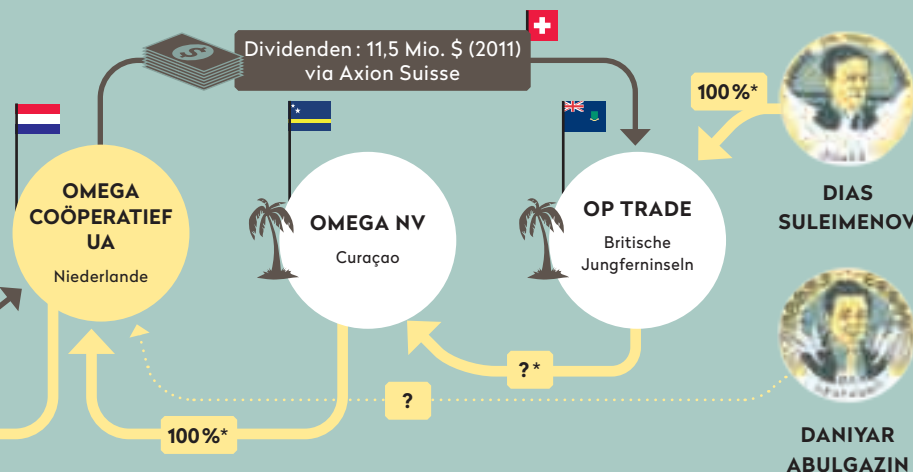 Dividenden : 11,5 Mio. $ (2011)
via Axion Suisse
100 %*
OMEGA
COÖPERATIEF
UA
Niederlande
OMEGA NV
Curaçao
OP TRADE
Britische
Jungferninseln
DIAS
SULEIMENOV
? *
?
100 %*
DANIYAR
ABULGAZIN